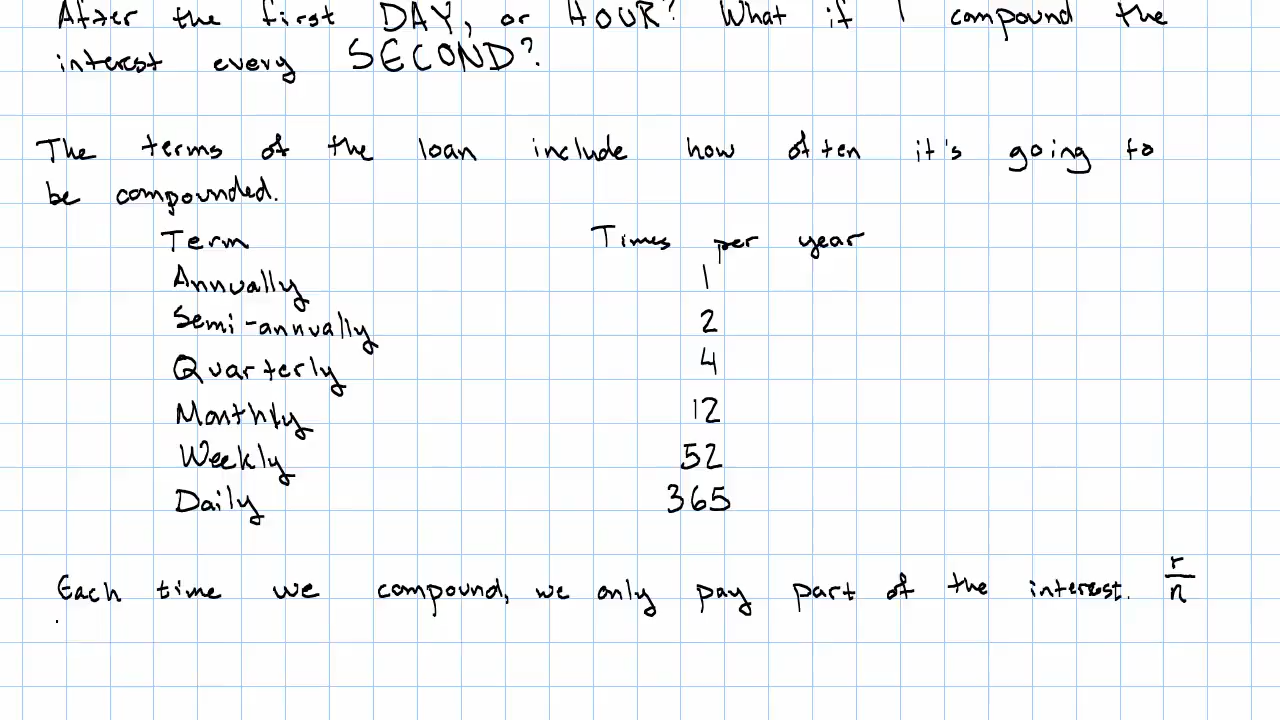 After the first DAY, or HOUR? What if I compound the
interest every SECOND?
The terms of the loan include how often it's going to
be compounded.
Term Times per year
Annually 1
Semi-annually 2
Quarterly 4
Monthly 12
Weekly 52
Daily 365
Each time we compound, we only pay part of the interest. r/n